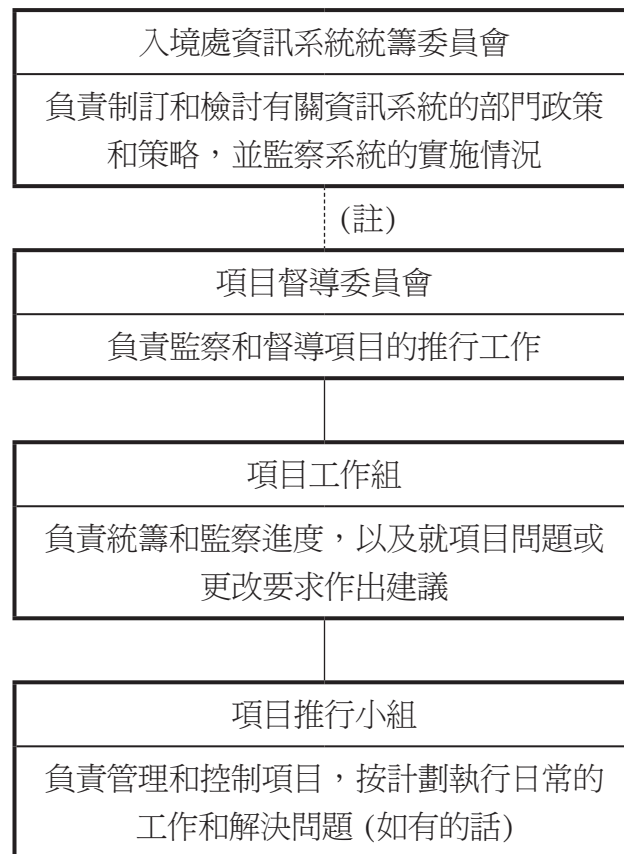 入境處資訊系統統籌委員會
負責制訂和檢討有關資訊系統的部門政策
和策略，並監察系統的實施情況
(註)
項目督導委員會
負責監察和督導項目的推行工作
項目工作組
負責統籌和監察進度，以及就項目問題或
更改要求作出建議
項目推行小組
負責管理和控制項目，按計劃執行日常的
工作和解決問題 (如有的話)